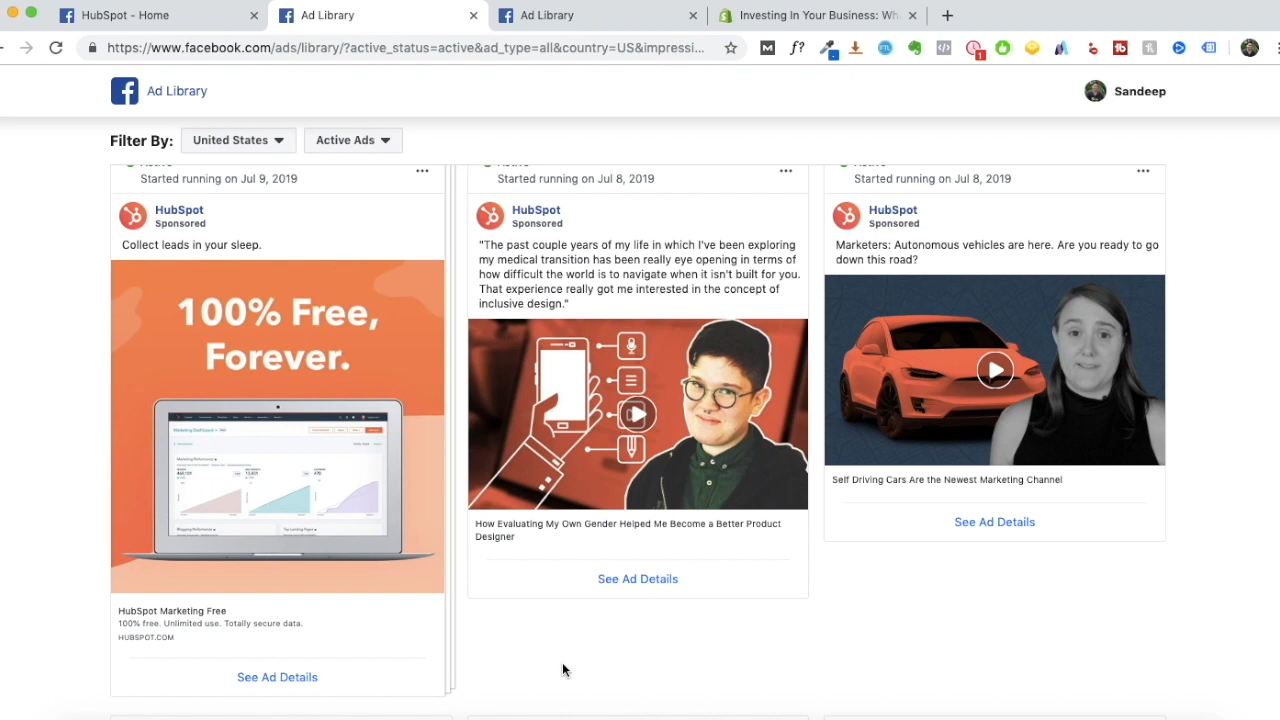 HubSpot - Home
Ad Library
Ad Library
Investing In Your Business: Wh
https://www.facebook.com/ads/library/?active_status=active&ad_type=all&country=US&impressi...
Ad Library
Sandeep
Filter By:
United States
Active Ads
Started running on Jul 9, 2019
HubSpot
Sponsored
Collect leads in your sleep.
100% Free,
Forever.
Marketing Dashboard
HubSpot Marketing Free
100% free. Unlimited use. Totally secure data.
HUBSPOT.COM
See Ad Details
Started running on Jul 8, 2019
HubSpot
Sponsored
"The past couple years of my life in which I've been exploring
my medical transition has been really eye opening in terms of
how difficult the world is to navigate when it isn't built for you.
That experience really got me interested in the concept of
inclusive design."
How Evaluating My Own Gender Helped Me Become a Better Product
Designer
See Ad Details
Started running on Jul 8, 2019
HubSpot
Sponsored
Marketers: Autonomous vehicles are here. Are you ready to go
down this road?
Self Driving Cars Are the Newest Marketing Channel
See Ad Details